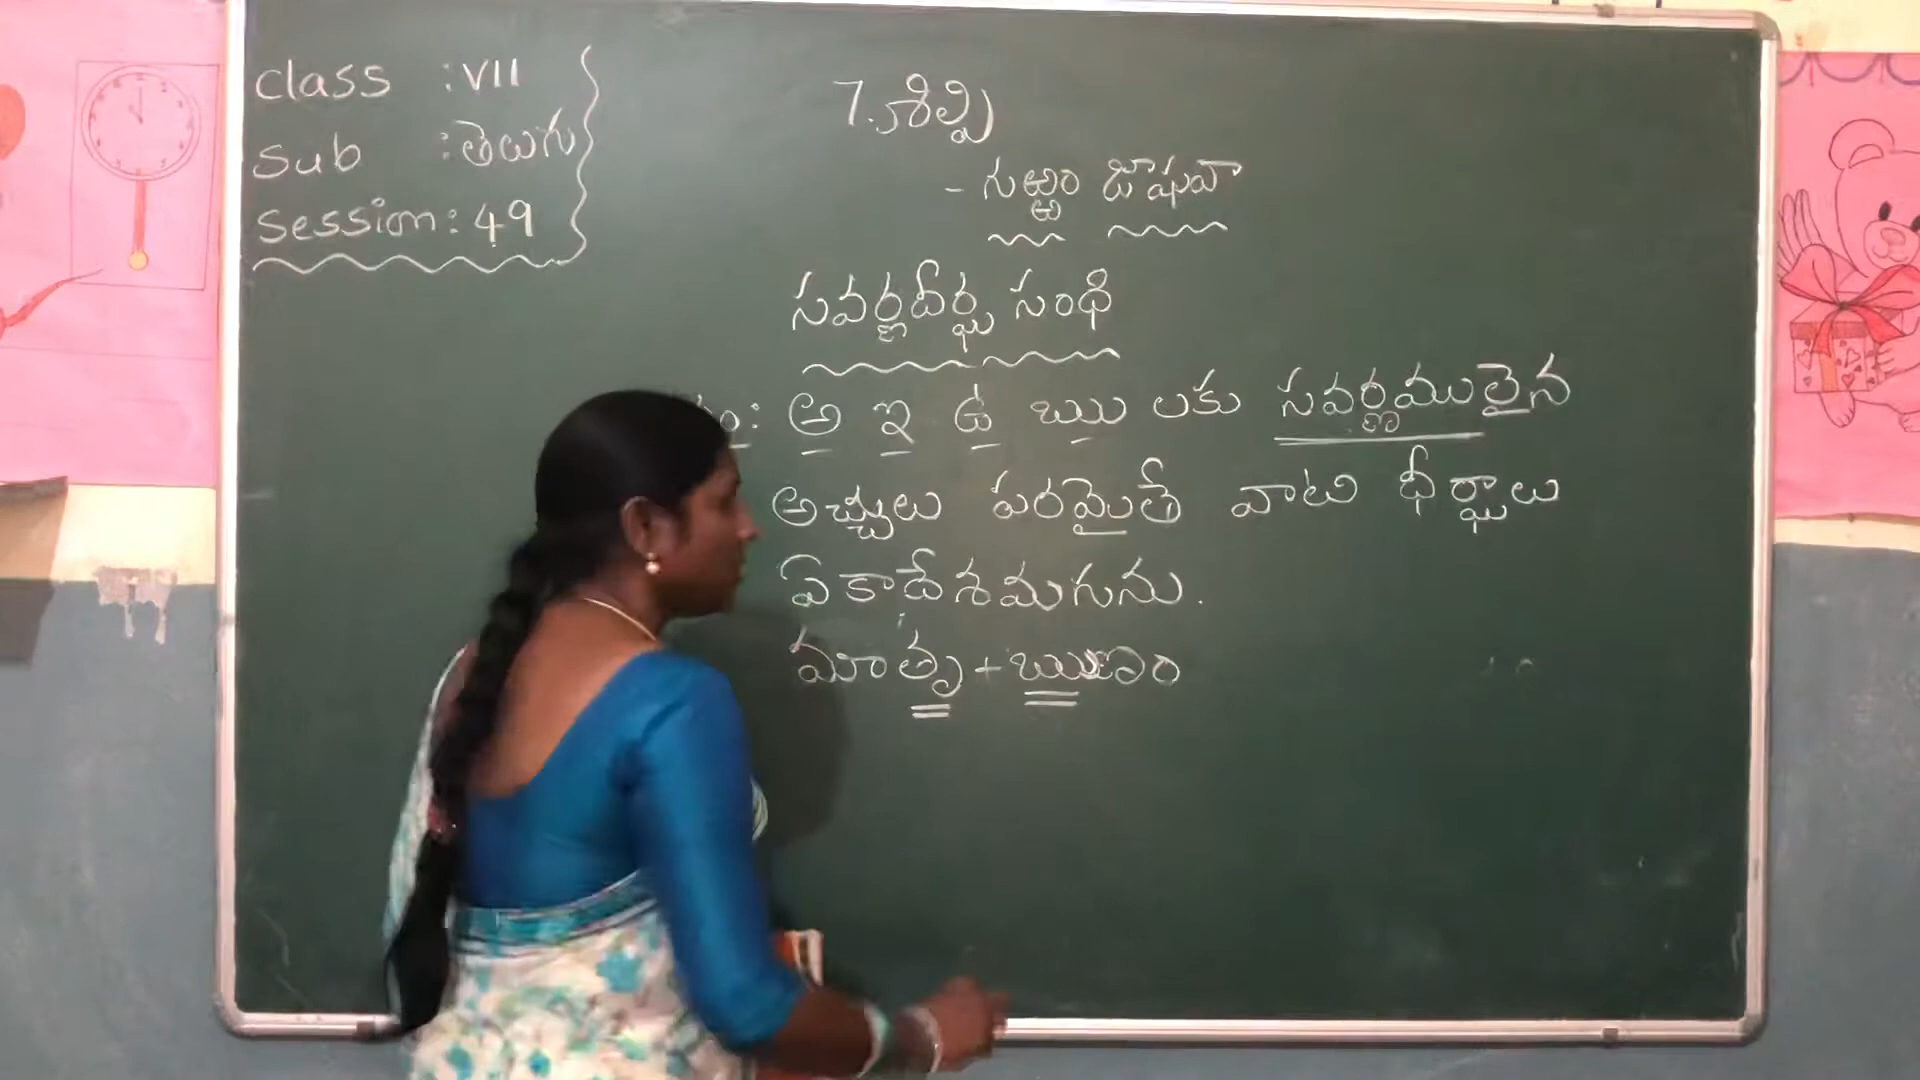 class : VII
Sub : తెలుగు
Session : 49
7. శిల్పి
- గుఱ్ఱం జాషువా
సవర్ణదీర్ఘ సంధి
: అ ఇ ఉ ఋ లకు సవర్ణములైన
అచ్చులు పరమైతే వాటి ధీర్ఘాలు
ఏకాదేశమగును.
మాతృ + ఋణం